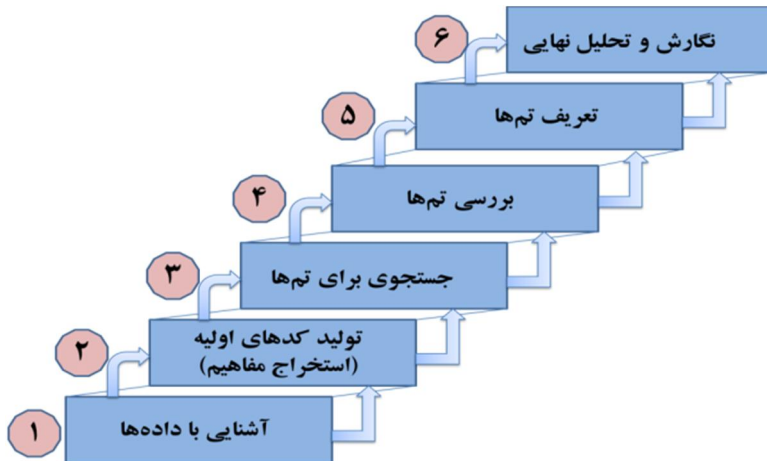 ۶
نگارش و تحلیل نهایی
۵
تعریف تم‌ها
۴
بررسی تم‌ها
۳
جستجوی برای تم‌ها
۲
تولید کدهای اولیه
(استخراج مفاهیم)
۱
آشنایی با داده‌ها